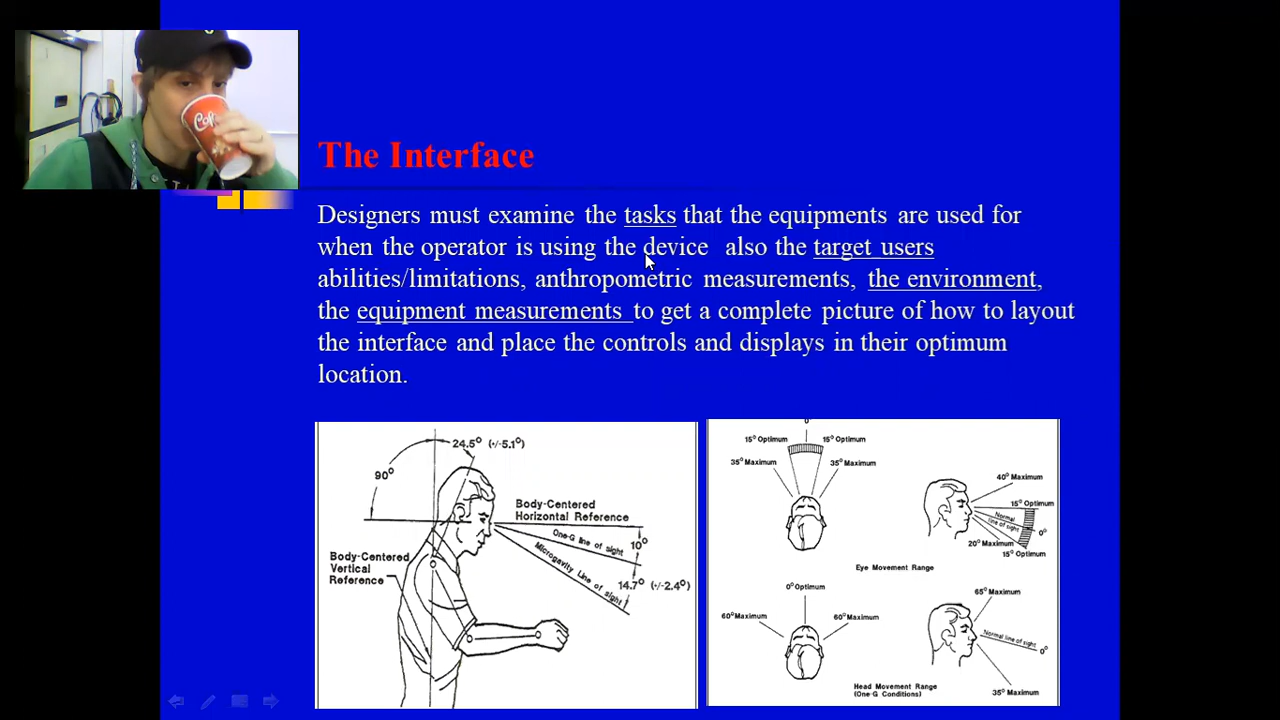 The Interface
Designers must examine the tasks that the equipments are used for
when the operator is using the device also the target users
abilities/limitations, anthropometric measurements, the environment,
the equipment measurements to get a complete picture of how to layout
the interface and place the controls and displays in their optimum
location.
24.5° (+/-5.1°)
90°
Body-Centered
Horizontal Reference
One-G line of sight
10°
Microgavity Line of sight
14.7° (+/-2.4°)
Body-Centered
Vertical
Reference
0°
15° Optimum
15° Optimum
35° Maximum
35° Maximum
40° Maximum
15° Optimum
Normal
line of sight
0°
20° Maximum
15° Optimum
Eye Movement Range
0° Optimum
60° Maximum
60° Maximum
65° Maximum
Normal line of sight
0°
35° Maximum
Head Movement Range
(One-G Conditions)